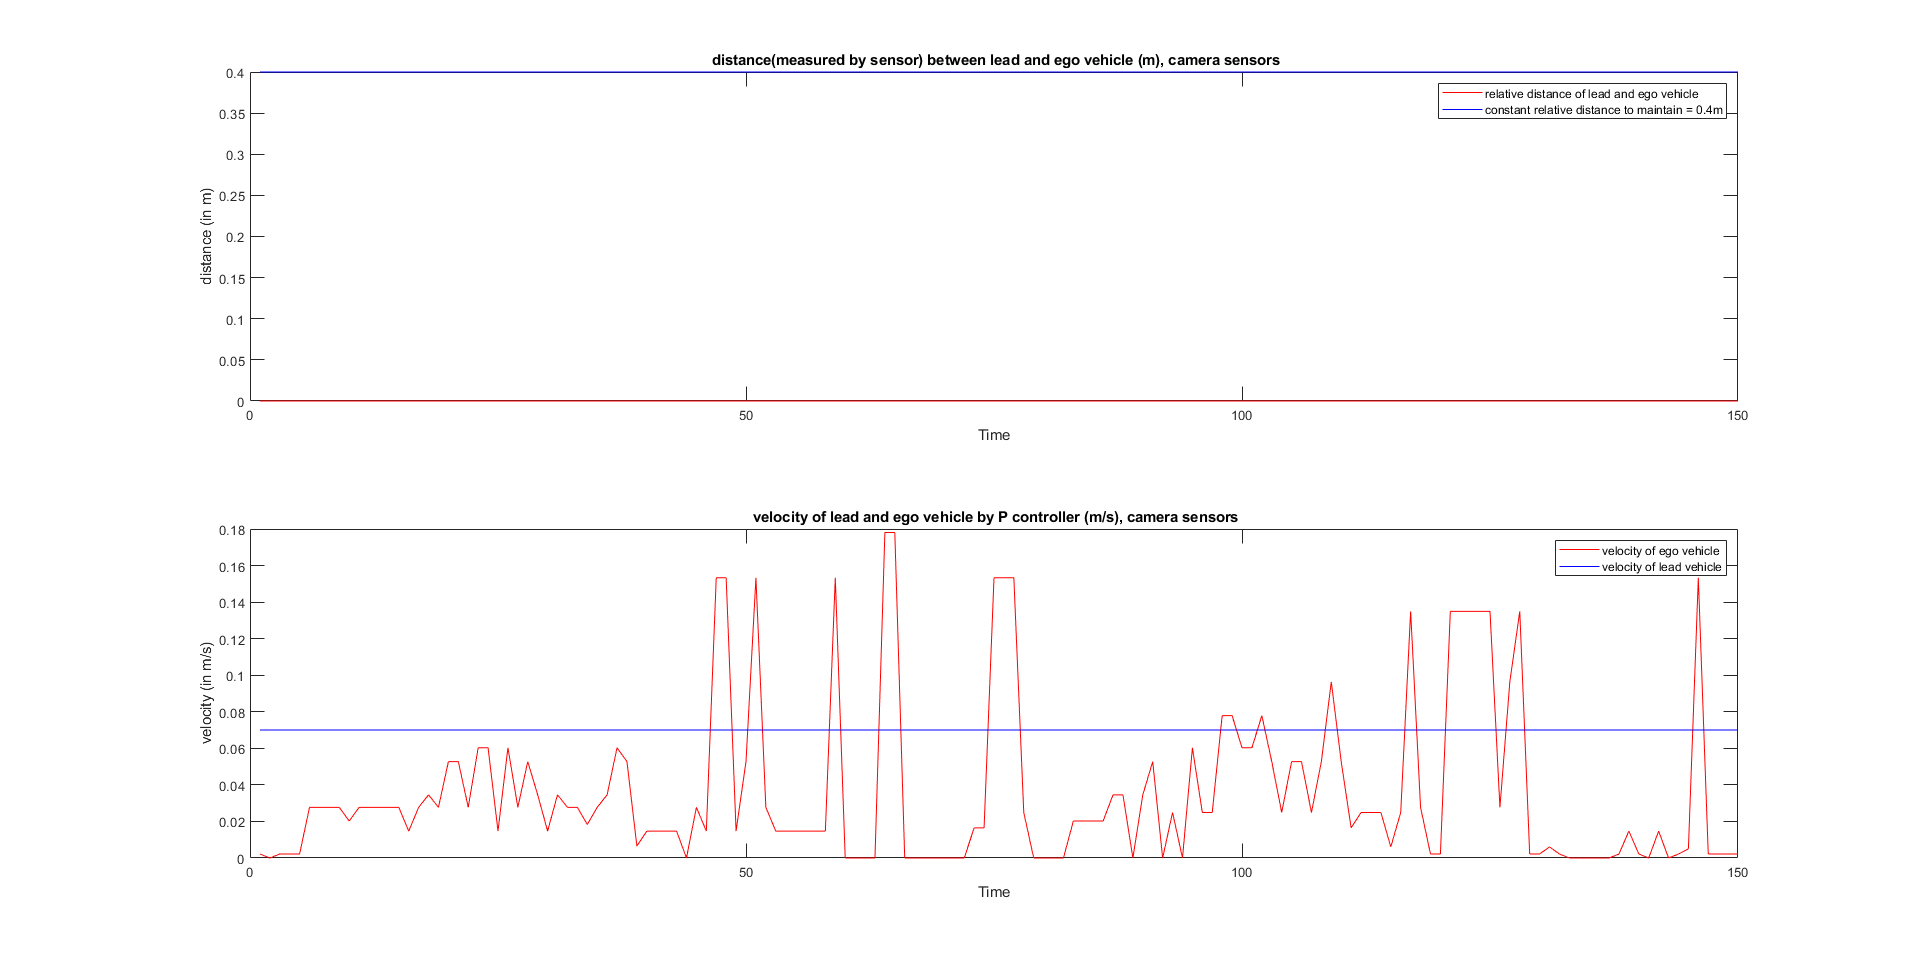 distance(measured by sensor) between lead and ego vehicle (m), camera sensors
0.4
0.35
0.3
0.25
0.2
0.15
0.1
0.05
0
distance (in m)
relative distance of lead and ego vehicle
constant relative distance to maintain = 0.4m
0 50 100 150
Time
velocity of lead and ego vehicle by P controller (m/s), camera sensors
0.18
0.16
0.14
0.12
0.1
0.08
0.06
0.04
0.02
0
velocity (in m/s)
velocity of ego vehicle
velocity of lead vehicle
0 50 100 150
Time